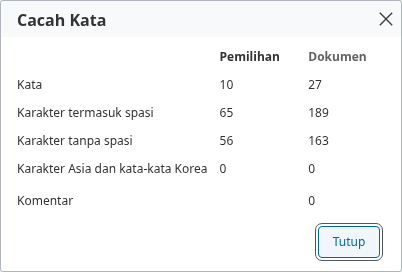 Cacah Kata
Pemilihan Dokumen
Kata 10 27
Karakter termasuk spasi 65 189
Karakter tanpa spasi 56 163
Karakter Asia dan kata-kata Korea 0 0
Komentar 0
Tutup